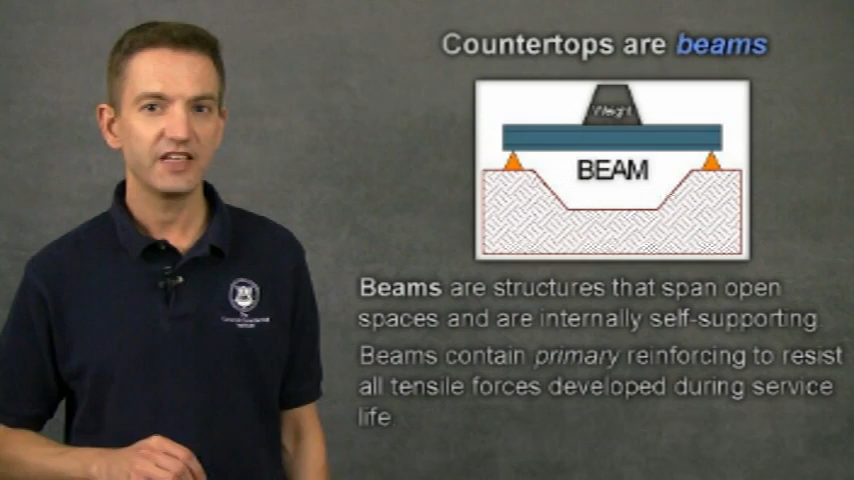 Countertops are beams
Weight
BEAM
Beams are structures that span open
spaces and are internally self-supporting.
Beams contain primary reinforcing to resist
all tensile forces developed during service
life.